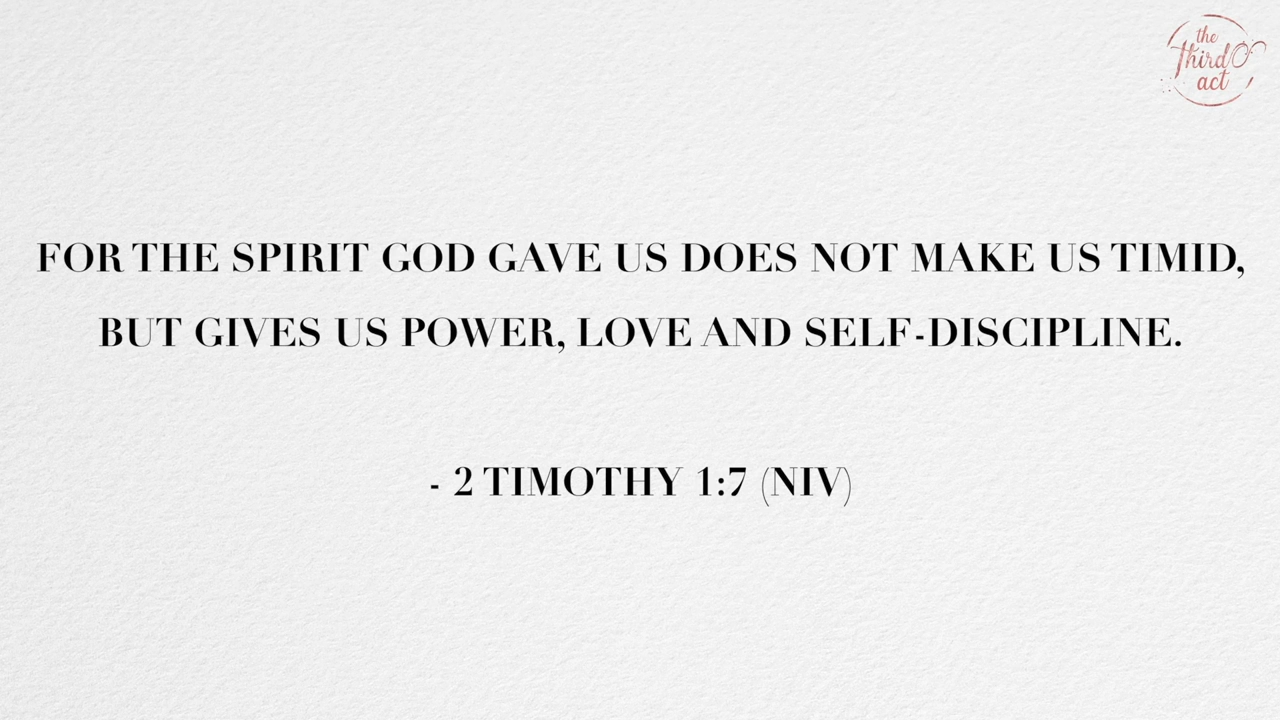 the
Third
act
FOR THE SPIRIT GOD GAVE US DOES NOT MAKE US TIMID,
BUT GIVES US POWER, LOVE AND SELF-DISCIPLINE.
- 2 TIMOTHY 1:7 (NIV)